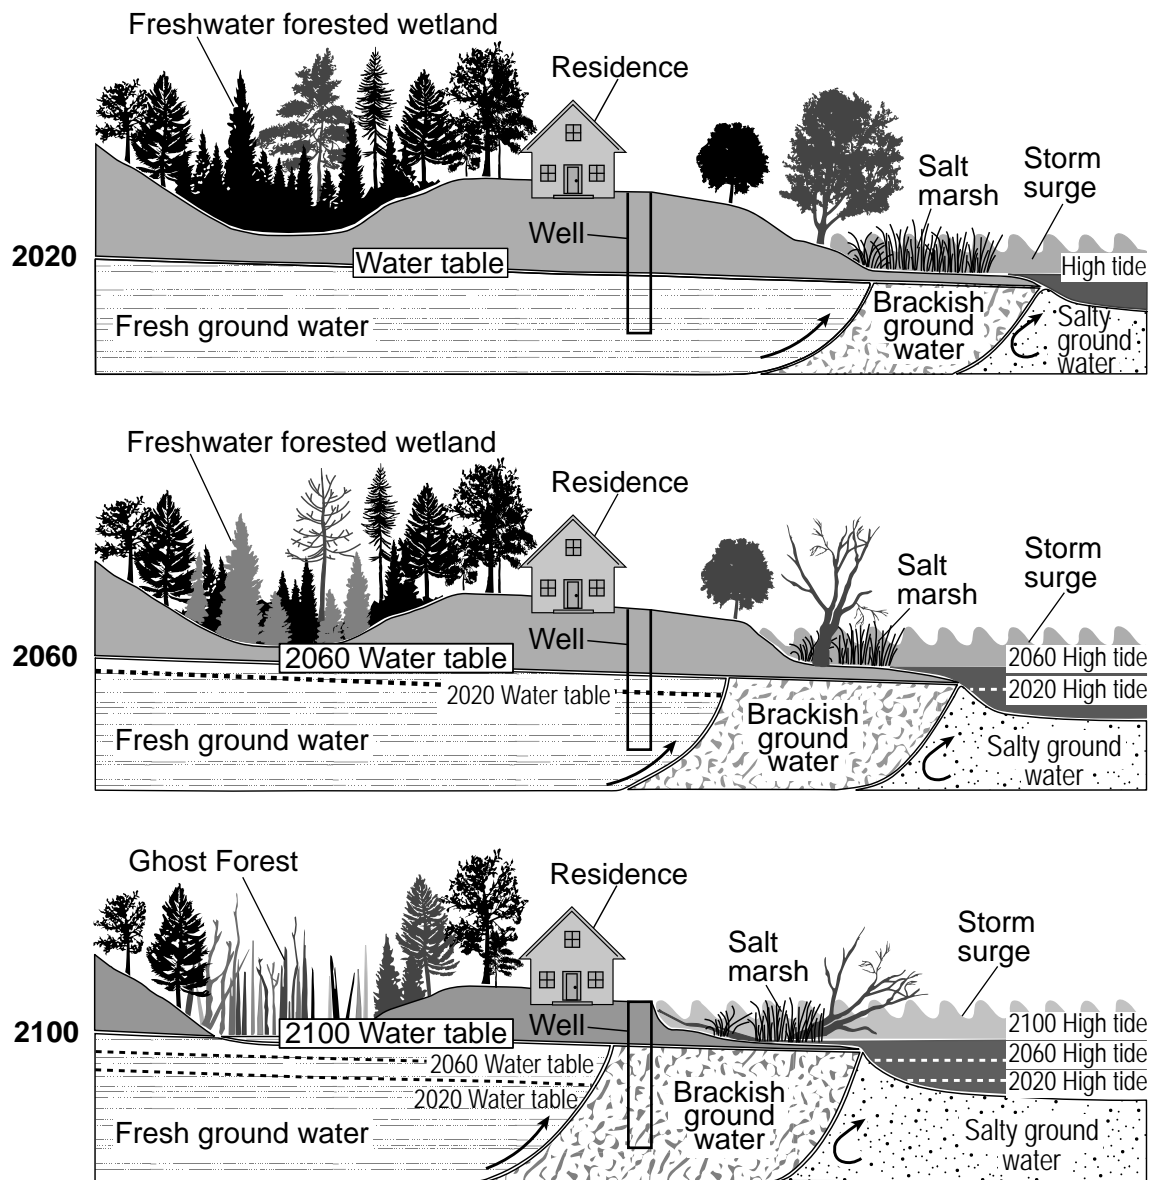 Freshwater forested wetland
Residence
Salt
marsh
Storm
surge
Well
2020
Water table
High tide
Fresh ground water
Brackish
ground
water
Salty
ground
water
Freshwater forested wetland
Residence
Salt
marsh
Storm
surge
Well
2060
2060 Water table
2060 High tide
2020 Water table
2020 High tide
Fresh ground water
Brackish
ground
water
Salty ground
water
Ghost Forest
Residence
Salt
marsh
Storm
surge
Well
2100
2100 Water table
2100 High tide
2060 Water table
2060 High tide
2020 Water table
2020 High tide
Fresh ground water
Brackish
ground
water
Salty ground
water